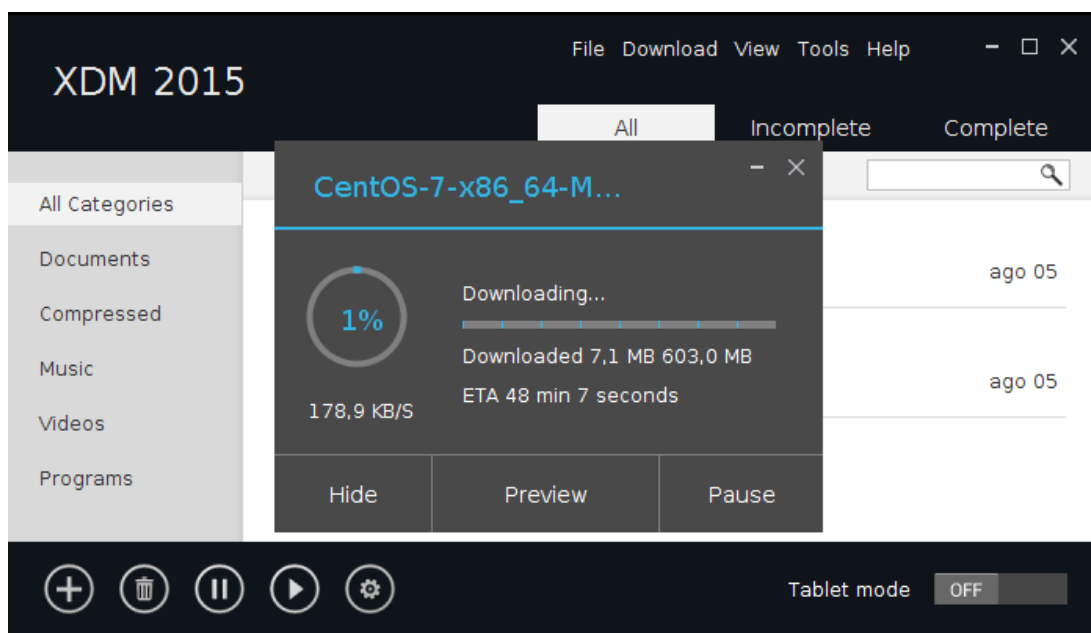 File Download View Tools Help
XDM 2015
All Incomplete Complete
CentOS-7-x86_64-M...
All Categories
Documents
Compressed
Music
Videos
Programs
ago 05
ago 05
1%
178,9 KB/S
Downloading...
Downloaded 7,1 MB 603,0 MB
ETA 48 min 7 seconds
Hide Preview Pause
Tablet mode OFF